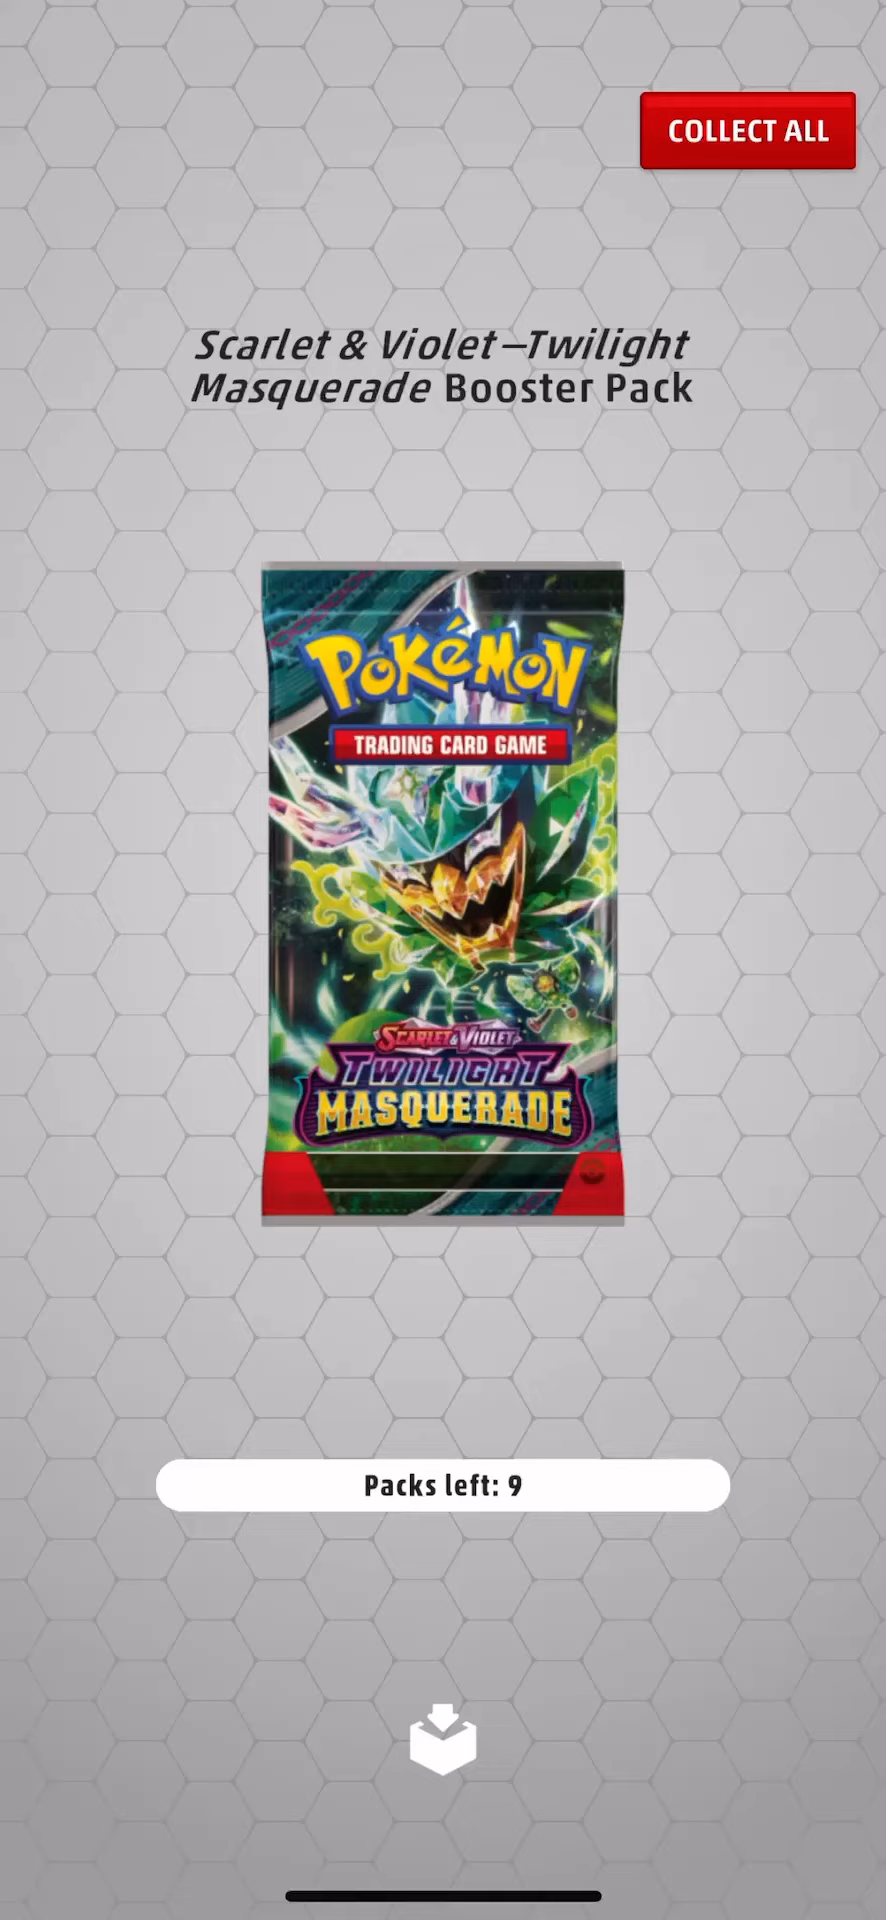 COLLECT ALL
Scarlet & Violet—Twilight
Masquerade Booster Pack
POKéMON
TM
TRADING CARD GAME
SCARLET & VIOLET
TWILIGHT
MASQUERADE
Packs left: 9